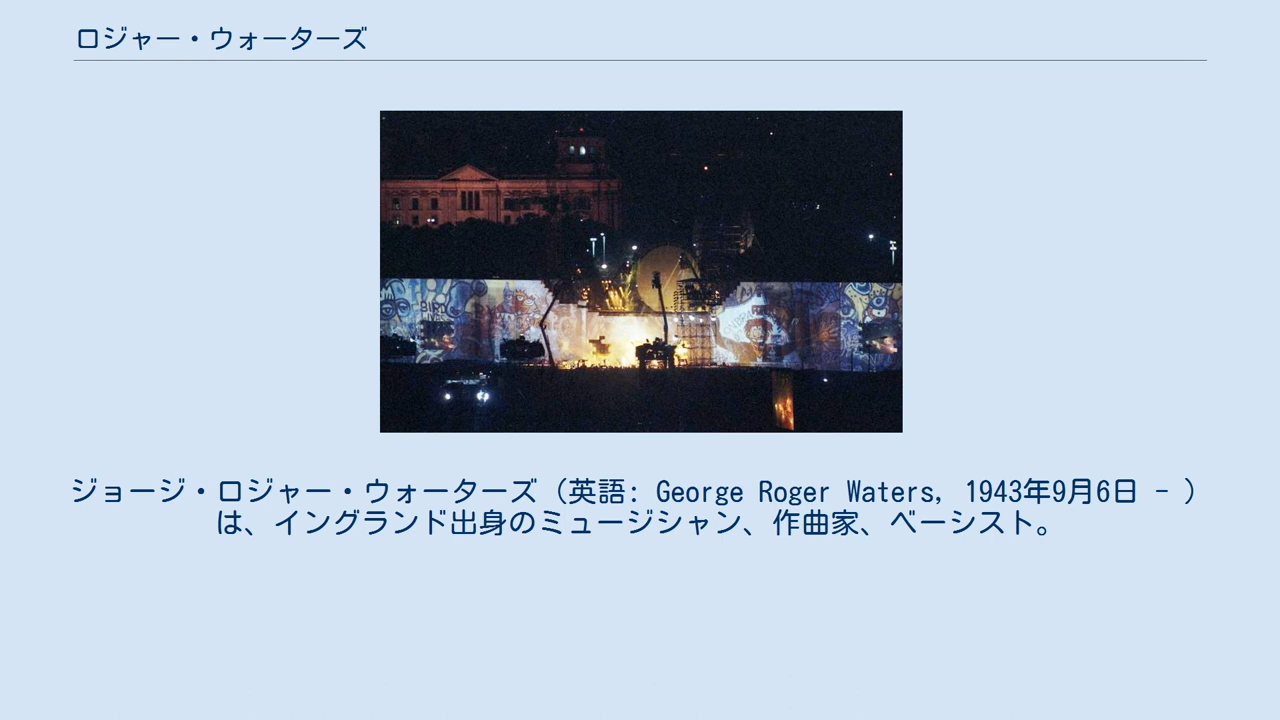 ロジャー・ウォーターズ
ジョージ・ロジャー・ウォーターズ（英語: George Roger Waters, 1943年9月6日 - ）
は、イングランド出身のミュージシャン、作曲家、ベーシスト。